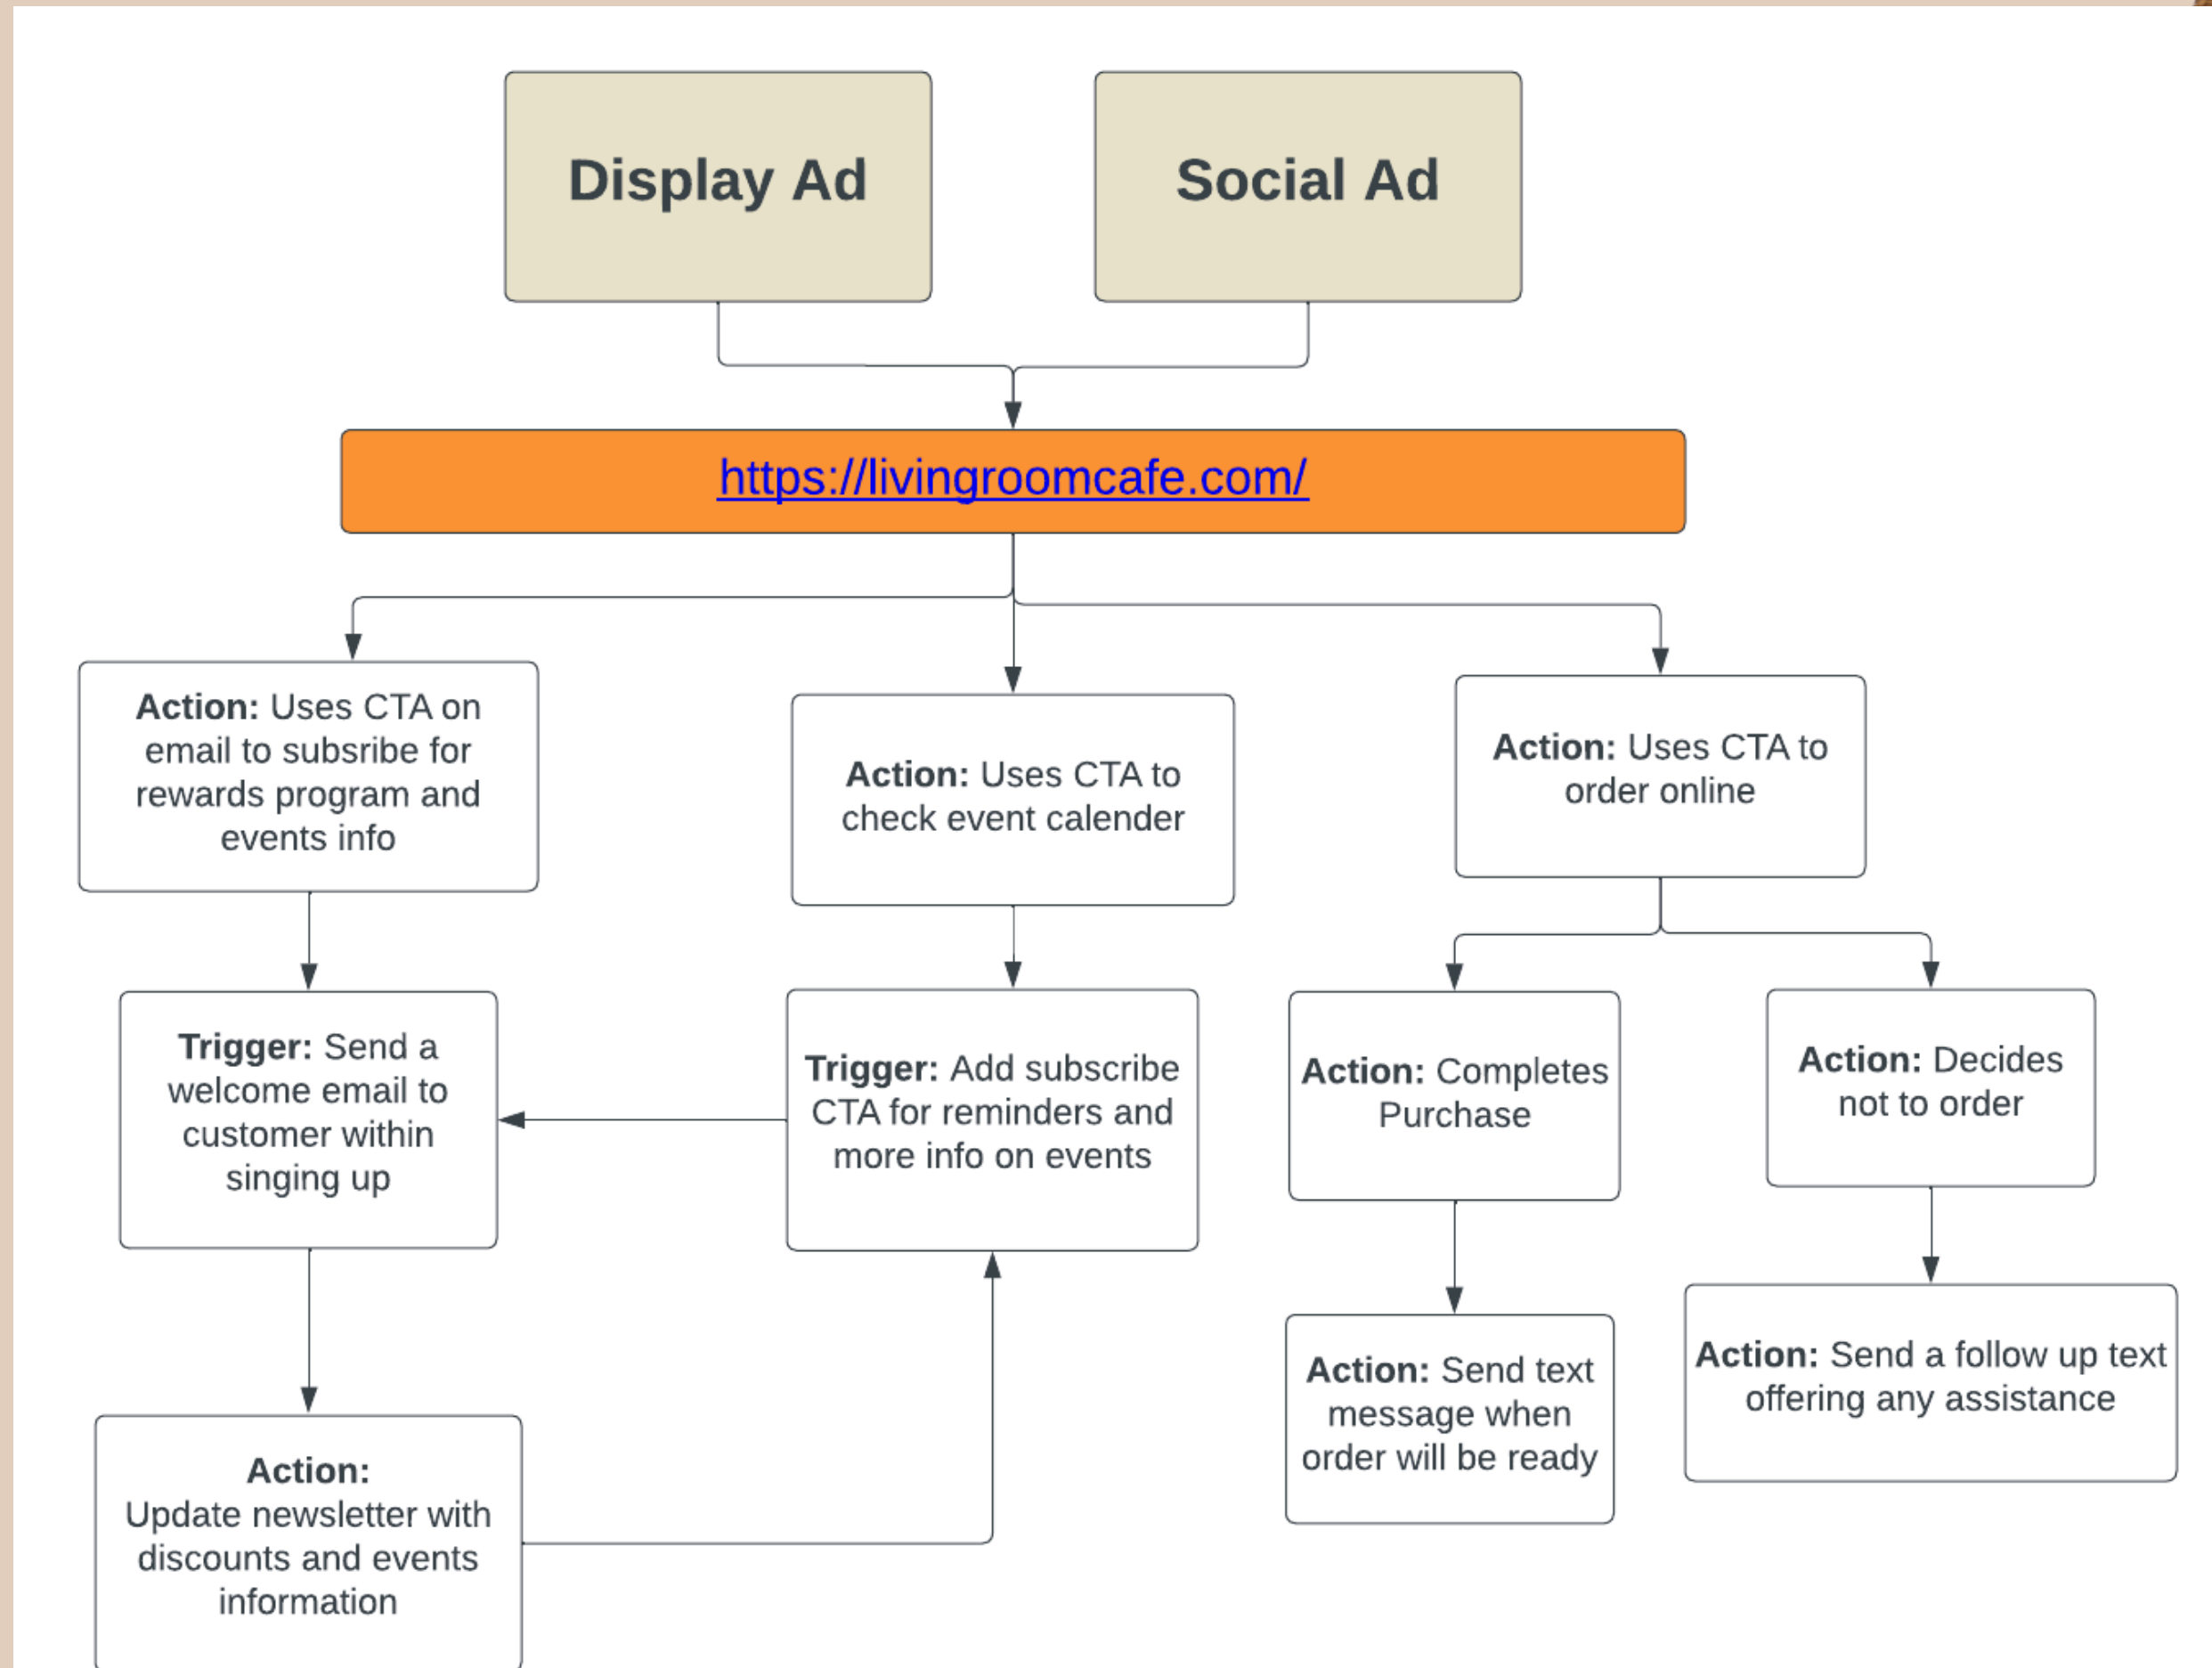 Display Ad
Social Ad
https://livingroomcafe.com/
Action: Uses CTA on
email to subsribe for
rewards program and
events info
Action: Uses CTA to
check event calender
Action: Uses CTA to
order online
Trigger: Send a
welcome email to
customer within
singing up
Trigger: Add subscribe
CTA for reminders and
more info on events
Action: Completes
Purchase
Action: Decides
not to order
Action: Send text
message when
order will be ready
Action: Send a follow up text
offering any assistance
Action:
Update newsletter with
discounts and events
information